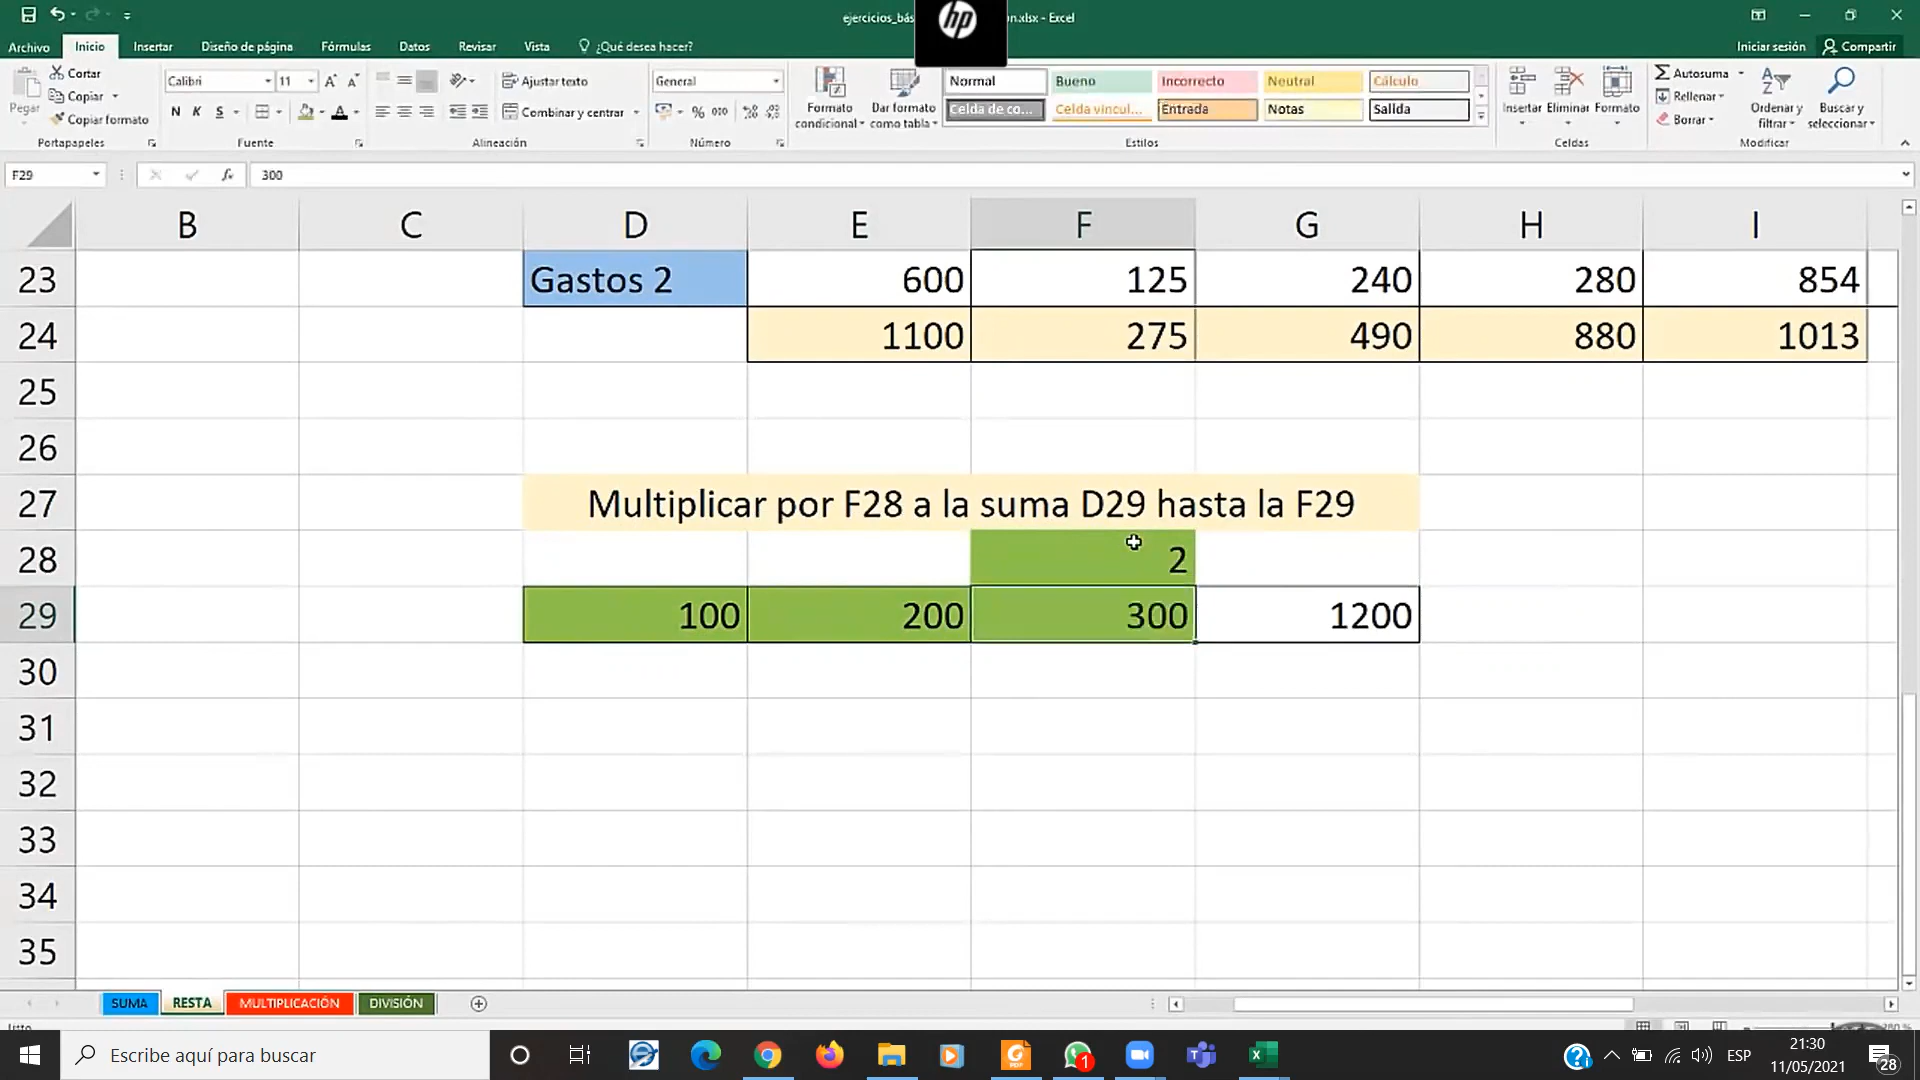 ejercicios_bás
hp
n.xlsx - Excel
Archivo Inicio Insertar Diseño de página Fórmulas Datos Revisar Vista ¿Qué desea hacer? Iniciar sesión Compartir
Pegar
Cortar
Copiar
Copiar formato
Portapapeles
Calibri 11
N K S
Fuente
Ajustar texto
Combinar y centrar
Alineación
General
% 000
Número
Formato condicional
Dar formato como tabla
Normal Bueno Incorrecto Neutral Cálculo
Celda de co... Celda vincul... Entrada Notas Salida
Estilos
Insertar Eliminar Formato
Celdas
Autosuma
Rellenar
Borrar
Ordenar y filtrar
Buscar y seleccionar
Modificar
F29 fx 300
B C D E F G H I
23 Gastos 2 600 125 240 280 854
24 1100 275 490 880 1013
25
26
27 Multiplicar por F28 a la suma D29 hasta la F29
28 2
29 100 200 300 1200
30
31
32
33
34
35
SUMA RESTA MULTIPLICACIÓN DIVISIÓN
Escribe aquí para buscar
1
ESP
21:30
11/05/2021
28